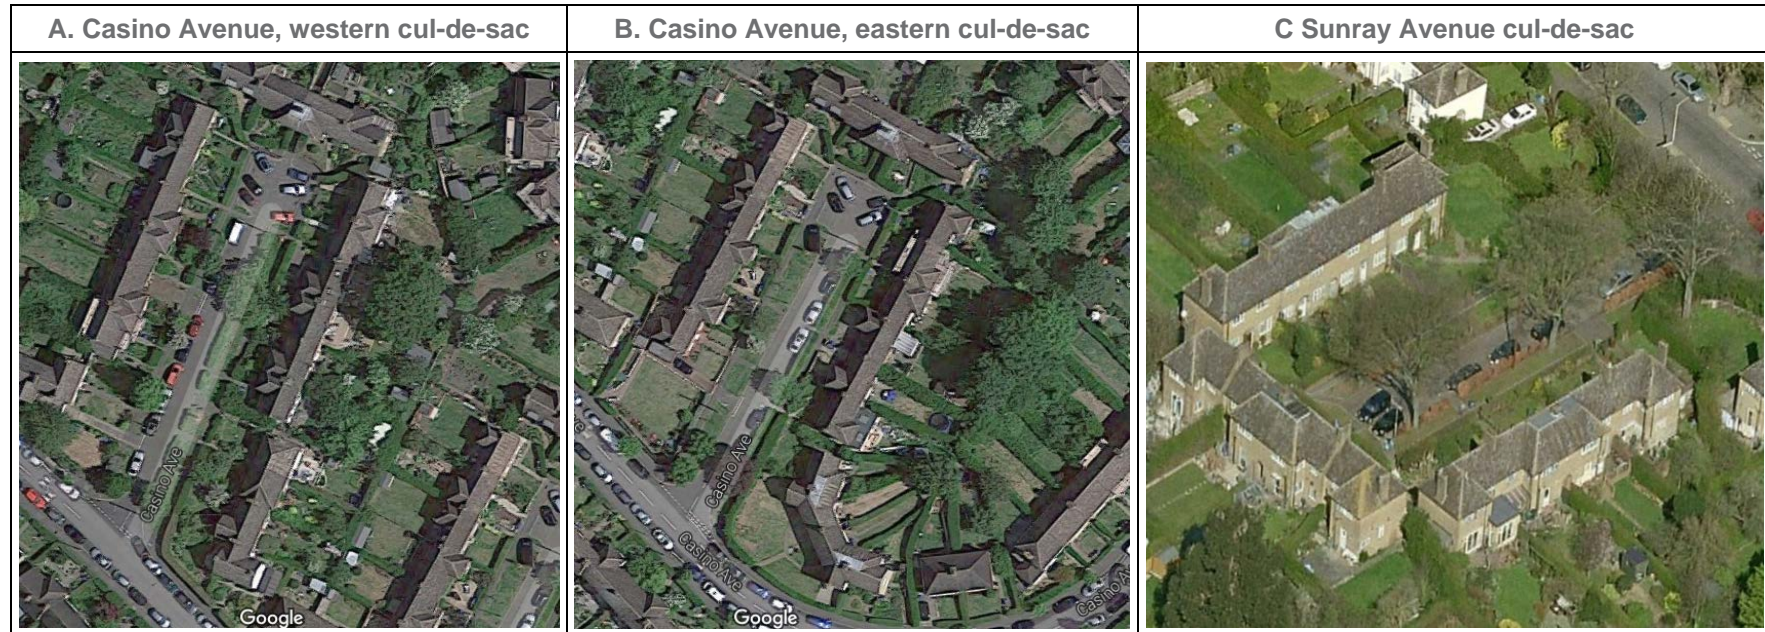 A. Casino Avenue, western cul-de-sac
B. Casino Avenue, eastern cul-de-sac
C Sunray Avenue cul-de-sac
Casino Ave
Google
Casino Ave
Casino Ave
Casino
Google